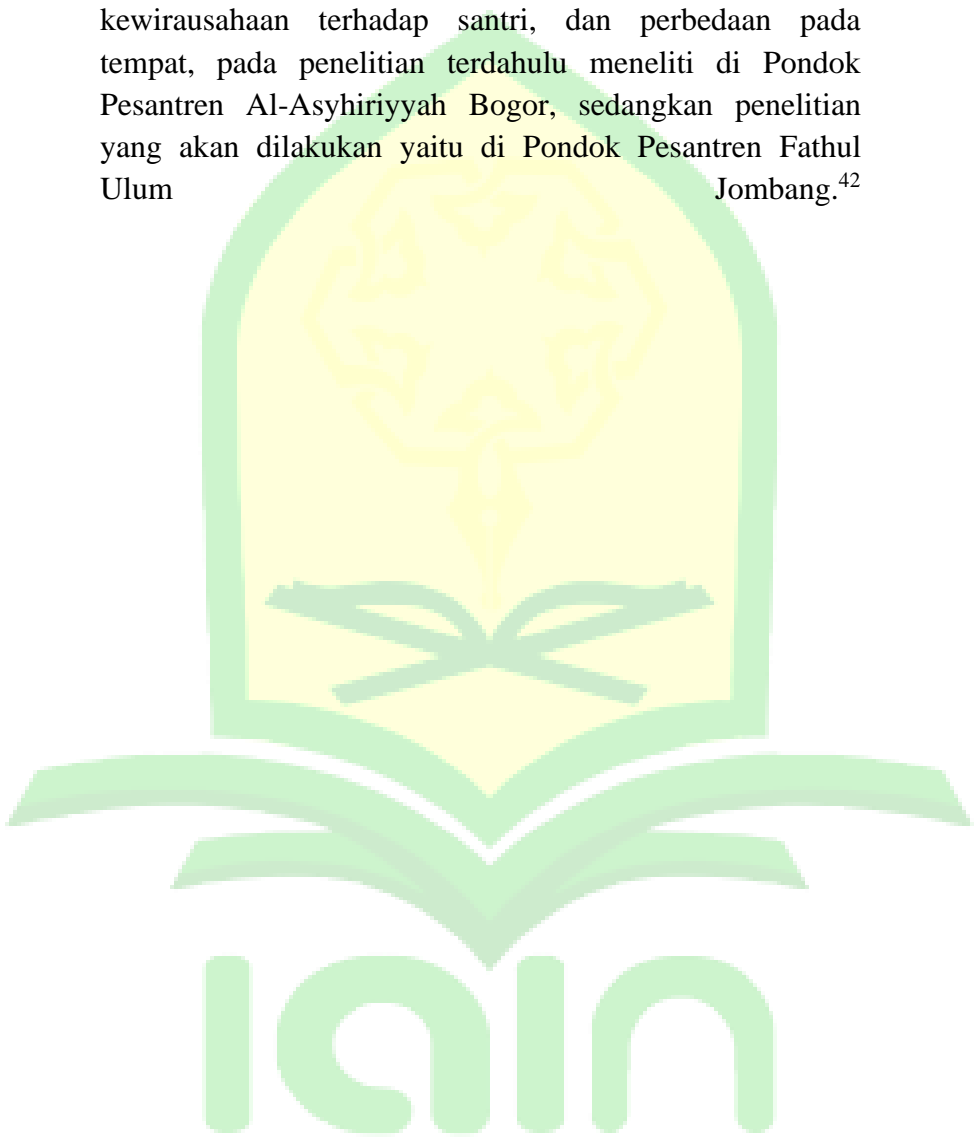 kewirausahaan terhadap santri, dan perbedaan pada
tempat, pada penelitian terdahulu meneliti di Pondok
Pesantren Al-Asyhiriyyah Bogor, sedangkan penelitian
yang akan dilakukan yaitu di Pondok Pesantren Fathul
Ulum Jombang.42
iain